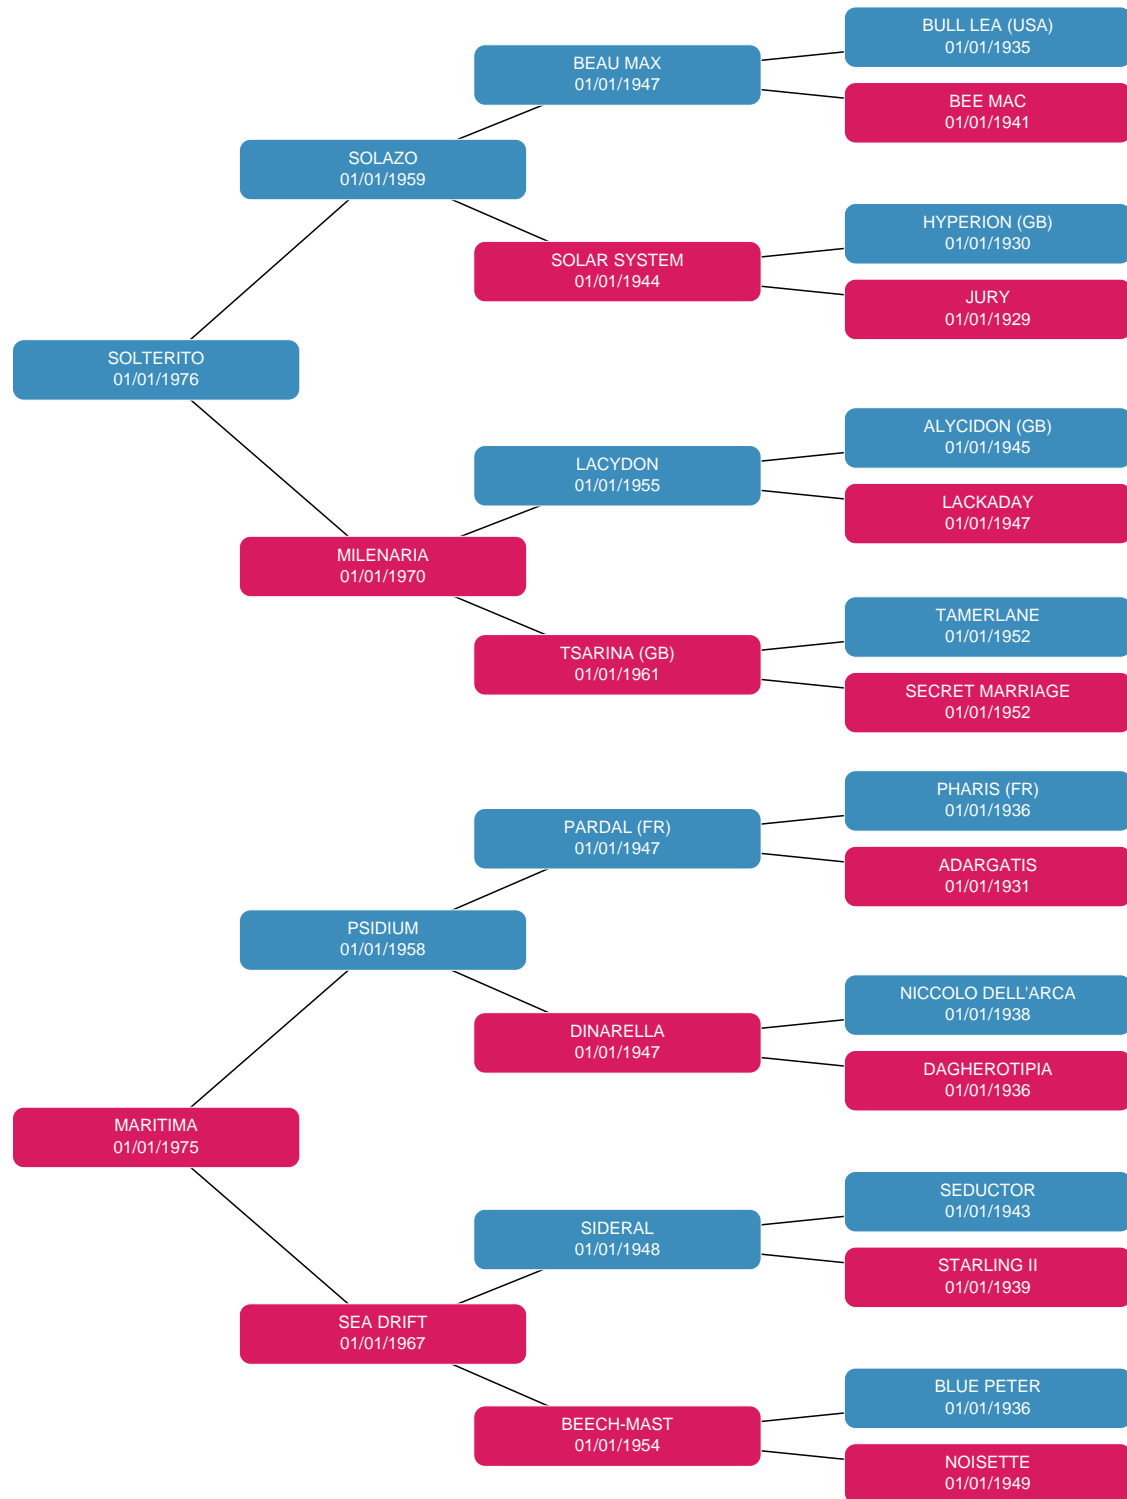 BULL LEA (USA)
01/01/1935
BEAU MAX
01/01/1947
BEE MAC
01/01/1941
SOLAZO
01/01/1959
HYPERION (GB)
01/01/1930
SOLAR SYSTEM
01/01/1944
JURY
01/01/1929
SOLTERITO
01/01/1976
ALYCIDON (GB)
01/01/1945
LACYDON
01/01/1955
LACKADAY
01/01/1947
MILENARIA
01/01/1970
TAMERLANE
01/01/1952
TSARINA (GB)
01/01/1961
SECRET MARRIAGE
01/01/1952
PHARIS (FR)
01/01/1936
PARDAL (FR)
01/01/1947
ADARGATIS
01/01/1931
PSIDIUM
01/01/1958
NICCOLO DELL'ARCA
01/01/1938
DINARELLA
01/01/1947
DAGHEROTIPIA
01/01/1936
MARITIMA
01/01/1975
SEDUCTOR
01/01/1943
SIDERAL
01/01/1948
STARLING II
01/01/1939
SEA DRIFT
01/01/1967
BLUE PETER
01/01/1936
BEECH-MAST
01/01/1954
NOISETTE
01/01/1949